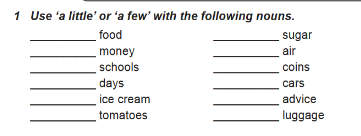 1 Use ‘a little’ or ‘a few’ with the following nouns.
__________ food __________ sugar
__________ money __________ air
__________ schools __________ coins
__________ days __________ cars
__________ ice cream __________ advice
__________ tomatoes __________ luggage